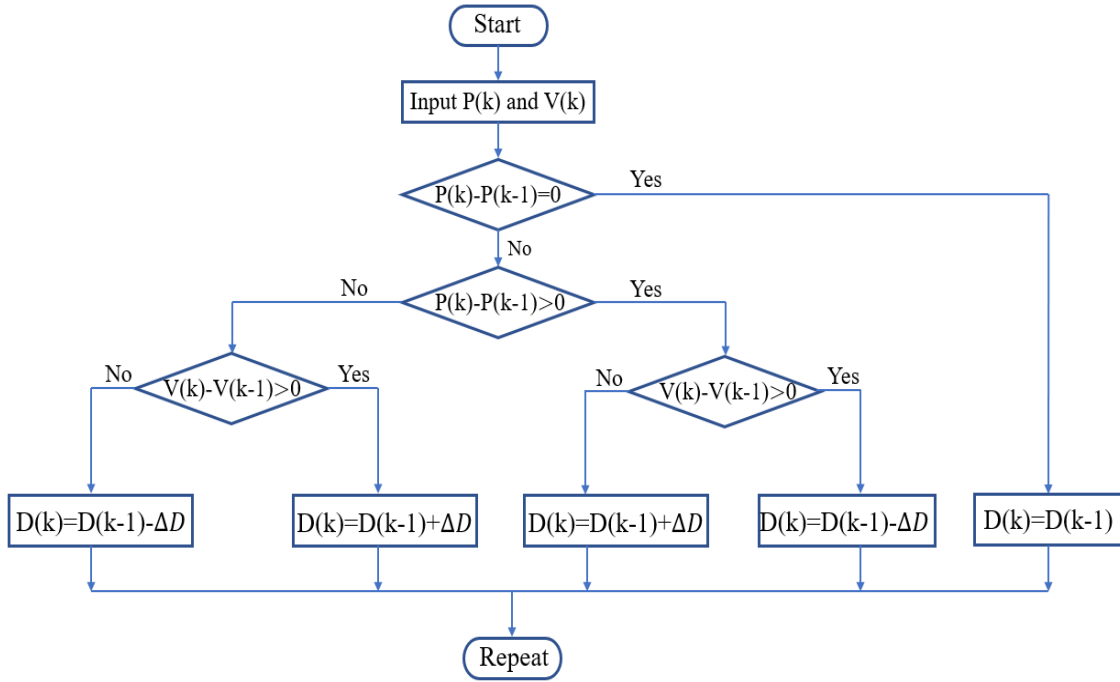 Start
Input P(k) and V(k)
P(k)-P(k-1)=0
Yes
No
P(k)-P(k-1)>0
No
Yes
V(k)-V(k-1)>0
No
Yes
V(k)-V(k-1)>0
No
Yes
D(k)=D(k-1)-ΔD
D(k)=D(k-1)+ΔD
D(k)=D(k-1)+ΔD
D(k)=D(k-1)-ΔD
D(k)=D(k-1)
Repeat